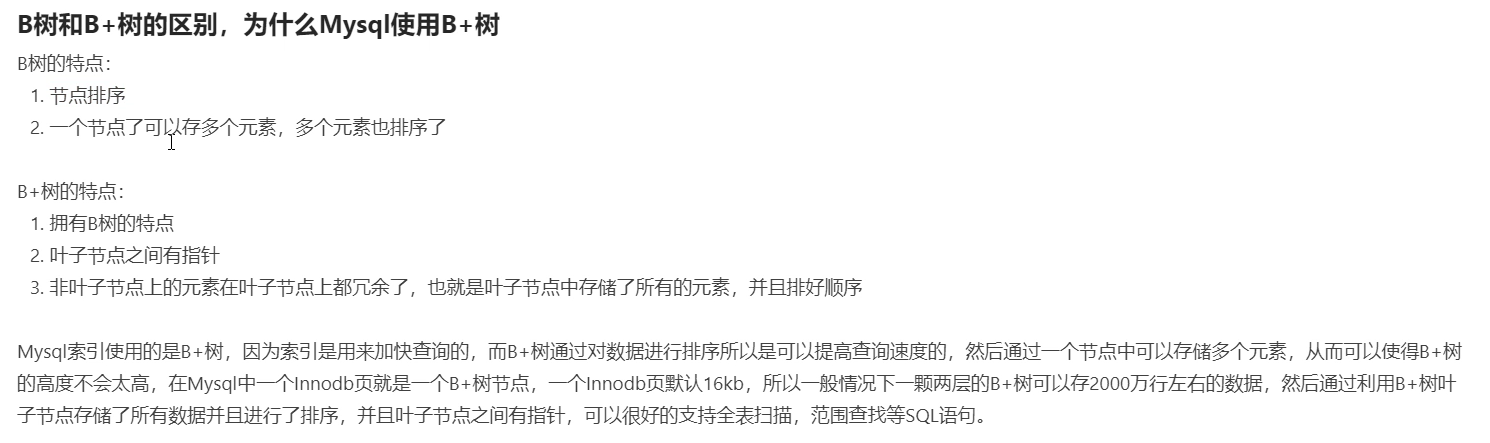 B树和B+树的区别，为什么Mysql使用B+树
B树的特点：
1. 节点排序
2. 一个节点了可以存多个元素，多个元素也排序了
B+树的特点：
1. 拥有B树的特点
2. 叶子节点之间有指针
3. 非叶子节点上的元素在叶子节点上都冗余了，也就是叶子节点中存储了所有的元素，并且排好顺序
Mysql索引使用的是B+树，因为索引是用来加快查询的，而B+树通过对数据进行排序所以是可以提高查询速度的，然后通过一个节点中可以存储多个元素，从而可以使得B+树
的高度不会太高，在Mysql中一个Innodb页就是一个B+树节点，一个Innodb页默认16kb，所以一般情况下一颗两层的B+树可以存2000万行左右的数据，然后通过利用B+树叶
子节点存储了所有数据并且进行了排序，并且叶子节点之间有指针，可以很好的支持全表扫描，范围查找等SQL语句。